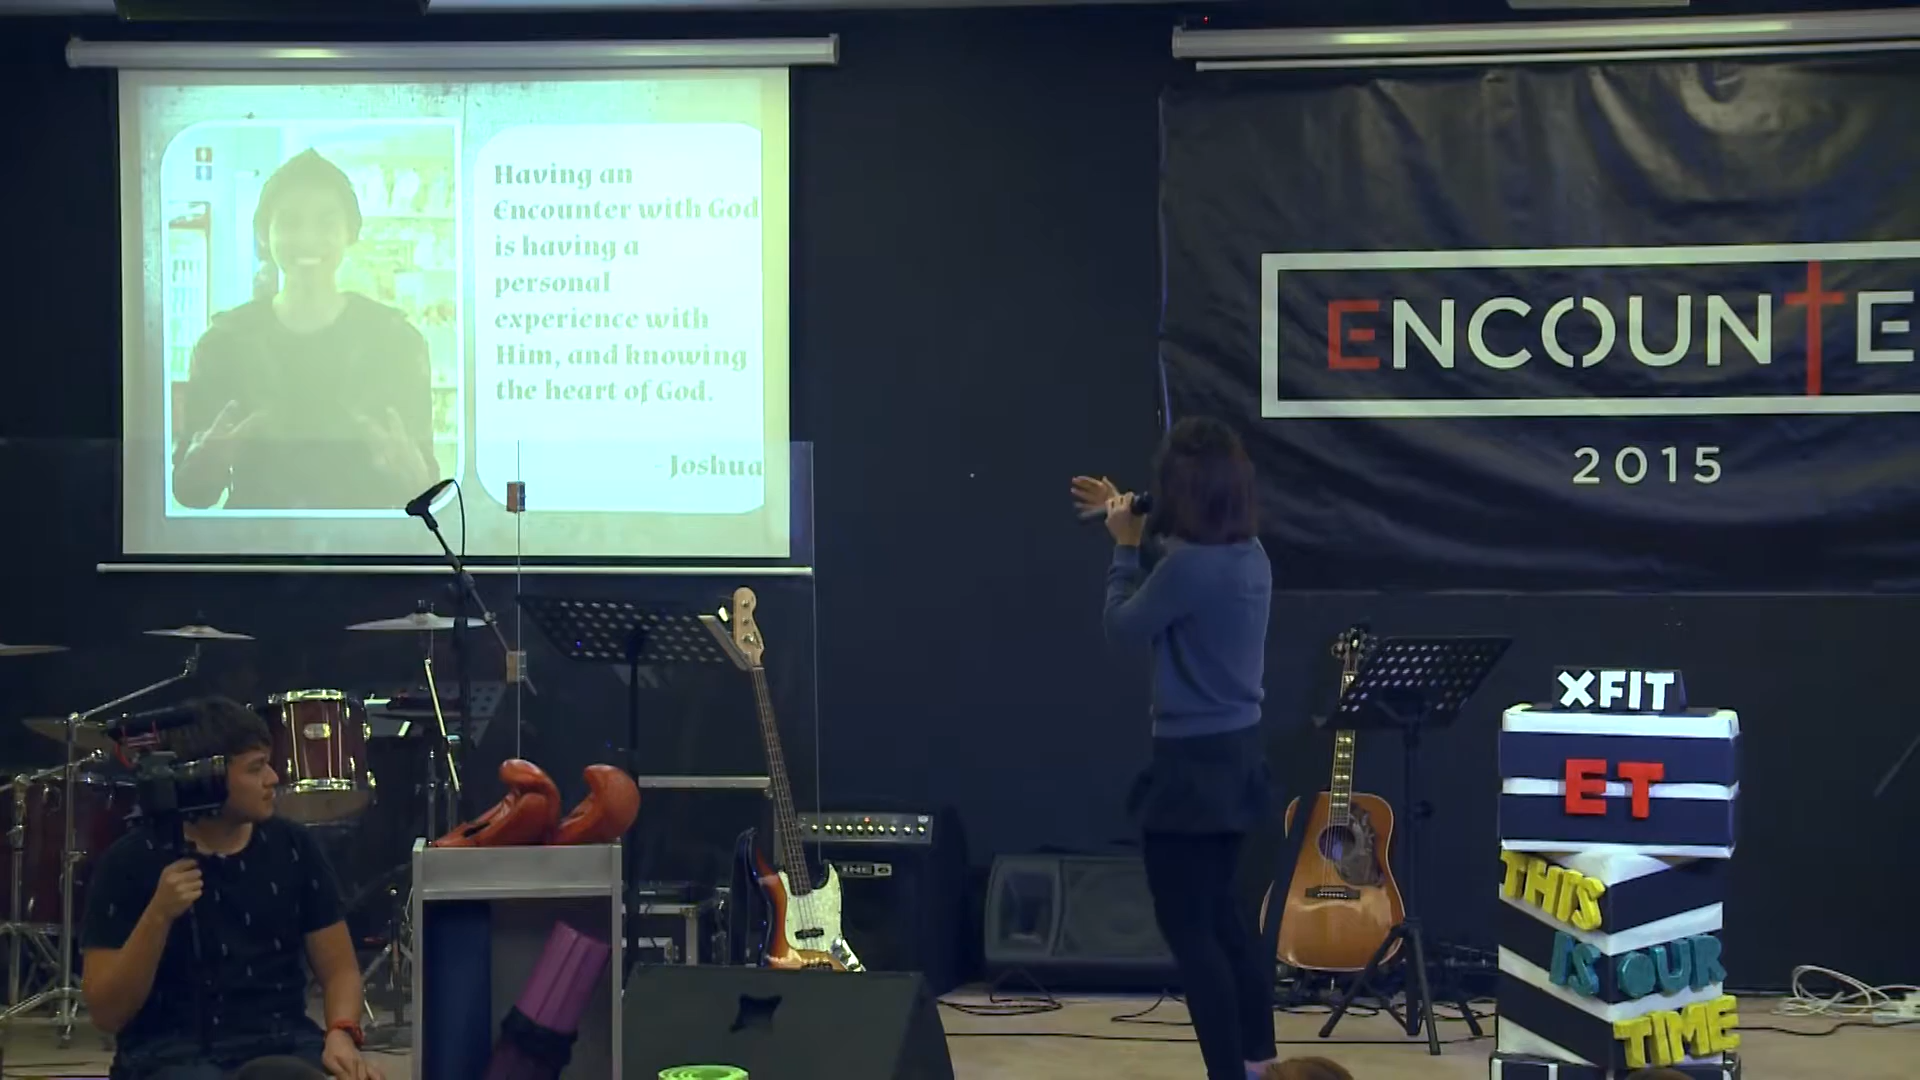 Having an
Encounter with God
is having a
personal
experience with
Him, and knowing
the heart of God.
- Joshua
ENCOUNTE
2015
XFIT
ET
THIS
IS OUR
TIME